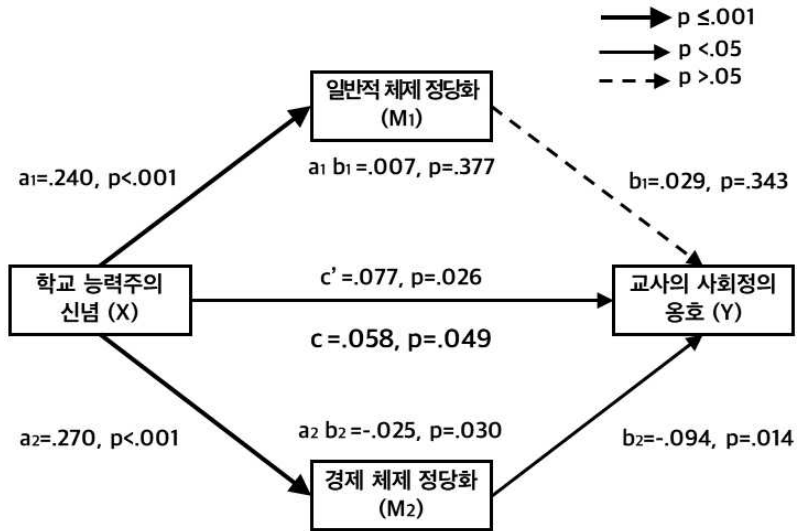 p ≤.001
p <.05
p >.05
일반적 체제 정당화
(M1)
a1=.240, p<.001
a1 b1 =.007, p=.377
b1=.029, p=.343
학교 능력주의
신념 (X)
c’ =.077, p=.026
c =.058, p=.049
교사의 사회정의
옹호 (Y)
a2=.270, p<.001
a2 b2 =-.025, p=.030
b2=-.094, p=.014
경제 체제 정당화
(M2)